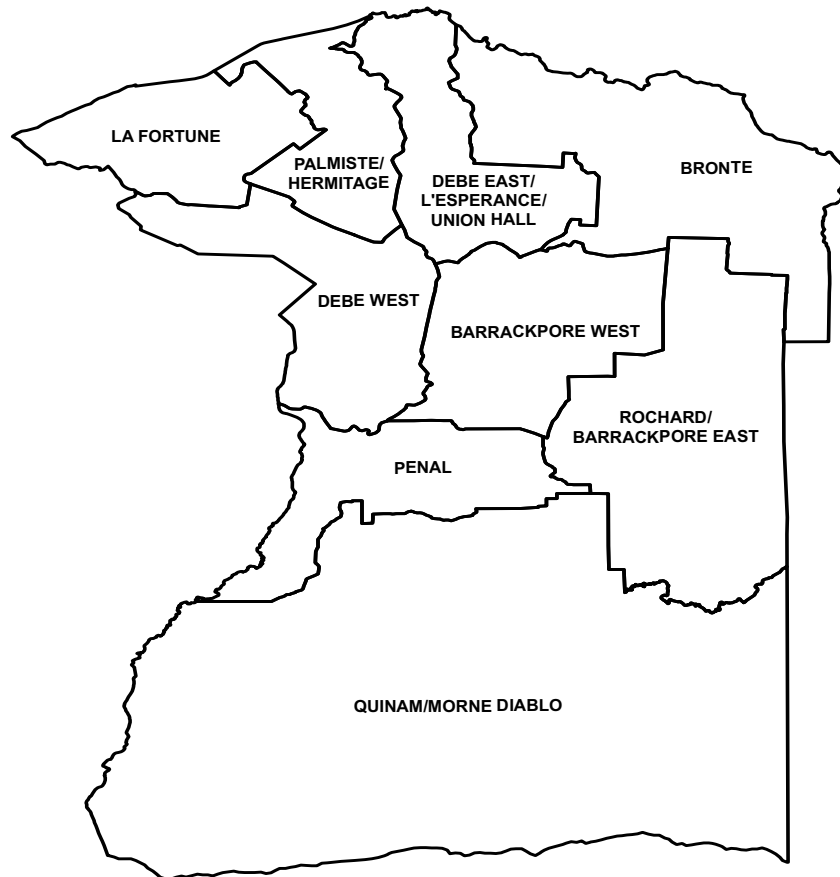 LA FORTUNE
PALMISTE/
HERMITAGE
DEBE EAST/
L'ESPERANCE/
UNION HALL
BRONTE
DEBE WEST
BARRACKPORE WEST
ROCHARD/
BARRACKPORE EAST
PENAL
QUINAM/MORNE DIABLO